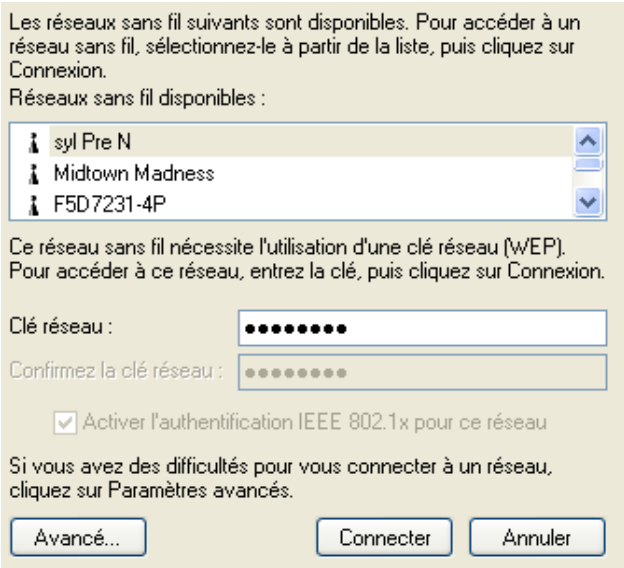 Les réseaux sans fil suivants sont disponibles. Pour accéder à un
réseau sans fil, sélectionnez-le à partir de la liste, puis cliquez sur
Connexion.
Réseaux sans fil disponibles :
syl Pre N
Midtown Madness
F5D7231-4P
Ce réseau sans fil nécessite l'utilisation d'une clé réseau (WEP).
Pour accéder à ce réseau, entrez la clé, puis cliquez sur Connexion.
Clé réseau : ●●●●●●●●
Confirmez la clé réseau : ●●●●●●●●
Activer l'authentification IEEE 802.1x pour ce réseau
Si vous avez des difficultés pour vous connecter à un réseau,
cliquez sur Paramètres avancés.
Avancé... Connecter Annuler